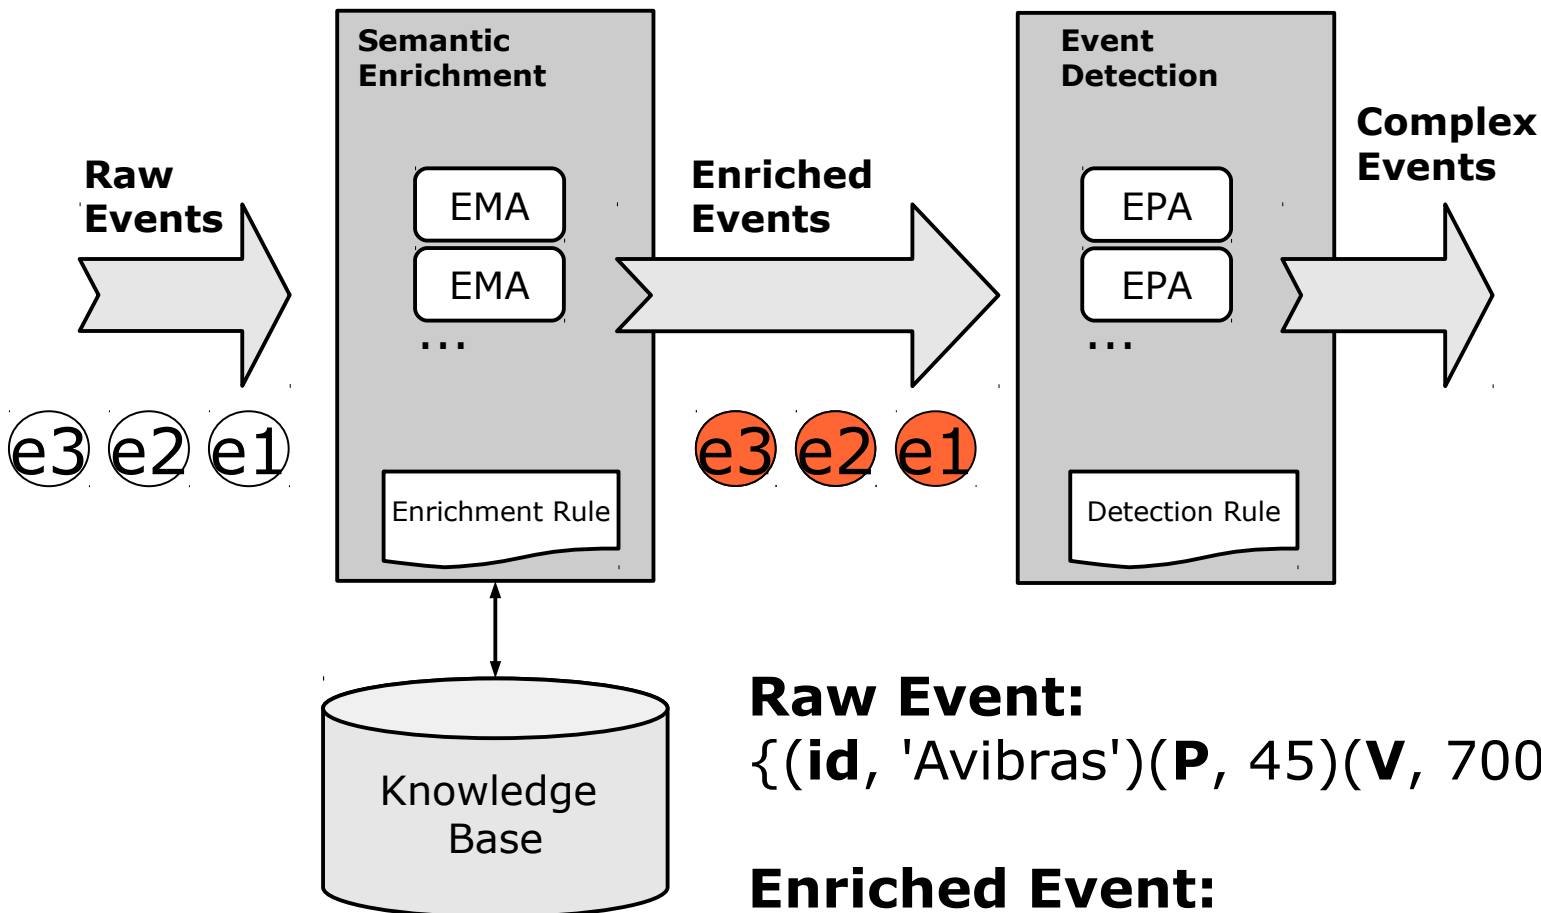 Semantic
Enrichment
Event
Detection
Complex
Events
Raw
Events
Enriched
Events
EMA
EMA
...
EPA
EPA
...
e3 e2 e1
e3 e2 e1
Enrichment Rule
Detection Rule
Knowledge
Base
Raw Event:
{(id, 'Avibras')(P, 45)(V, 700
Enriched Event: